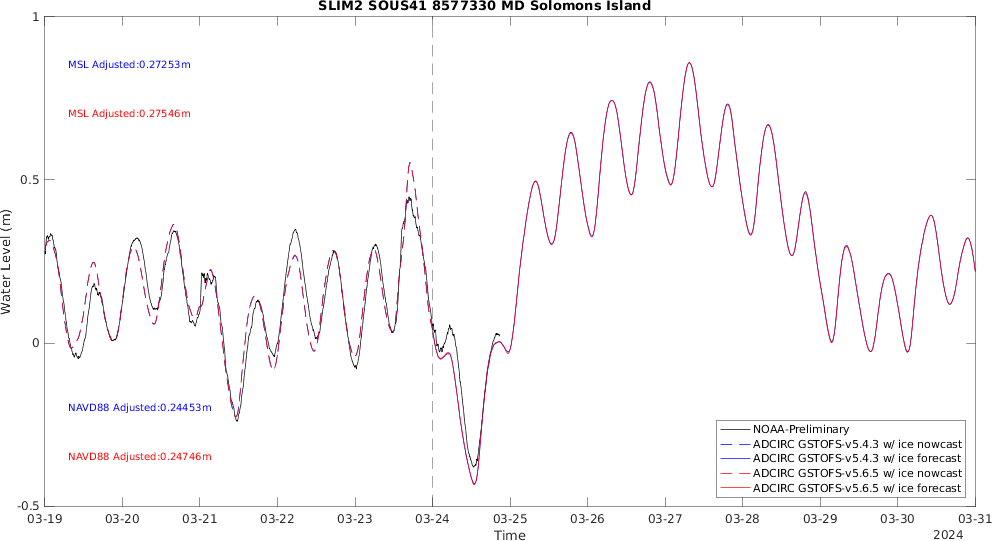 SLIM2 SOUS41 8577330 MD Solomons Island
1
0.5
0
-0.5
Water Level (m)
MSL Adjusted:0.27253m
MSL Adjusted:0.27546m
NAVD88 Adjusted:0.24453m
NAVD88 Adjusted:0.24746m
NOAA-Preliminary
ADCIRC GSTOFS-v5.4.3 w/ ice nowcast
ADCIRC GSTOFS-v5.4.3 w/ ice forecast
ADCIRC GSTOFS-v5.6.5 w/ ice nowcast
ADCIRC GSTOFS-v5.6.5 w/ ice forecast
03-19 03-20 03-21 03-22 03-23 03-24 03-25 03-26 03-27 03-28 03-29 03-30 03-31
Time
2024